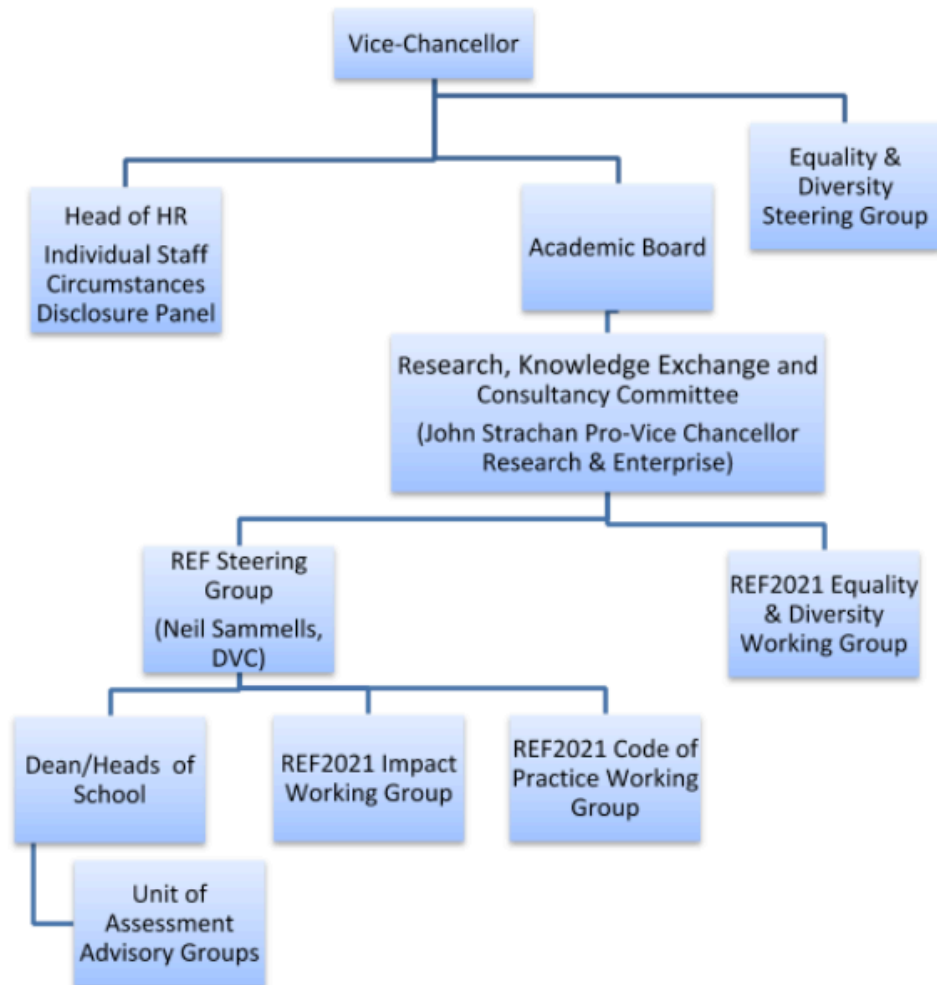 Vice-Chancellor
Equality &
Diversity
Steering Group
Head of HR
Individual Staff
Circumstances
Disclosure Panel
Academic Board
Research, Knowledge Exchange and
Consultancy Committee
(John Strachan Pro-Vice Chancellor
Research & Enterprise)
REF Steering
Group
(Neil Sammells,
DVC)
REF2021 Equality
& Diversity
Working Group
Dean/Heads of
School
REF2021 Impact
Working Group
REF2021 Code of
Practice Working
Group
Unit of
Assessment
Advisory Groups